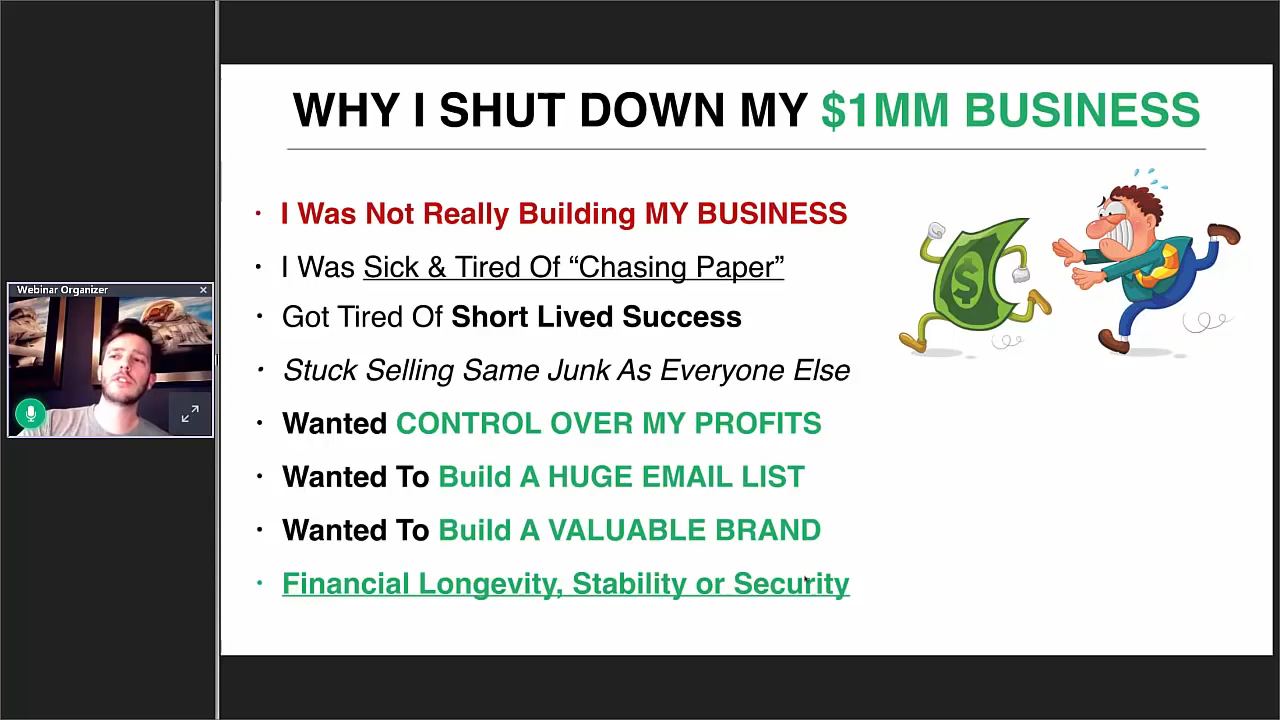 WHY I SHUT DOWN MY $1MM BUSINESS
• I Was Not Really Building MY BUSINESS
• I Was Sick & Tired Of “Chasing Paper”
• Got Tired Of Short Lived Success
• Stuck Selling Same Junk As Everyone Else
• Wanted CONTROL OVER MY PROFITS
• Wanted To Build A HUGE EMAIL LIST
• Wanted To Build A VALUABLE BRAND
• Financial Longevity, Stability or Security
Webinar Organizer
$